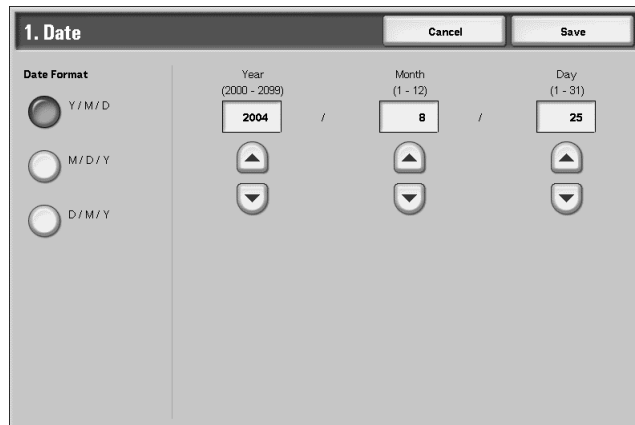 1. Date
Cancel
Save
Date Format
Y / M / D
M / D / Y
D / M / Y
Year
(2000 - 2099)
2004
/
Month
(1 - 12)
8
/
Day
(1 - 31)
25